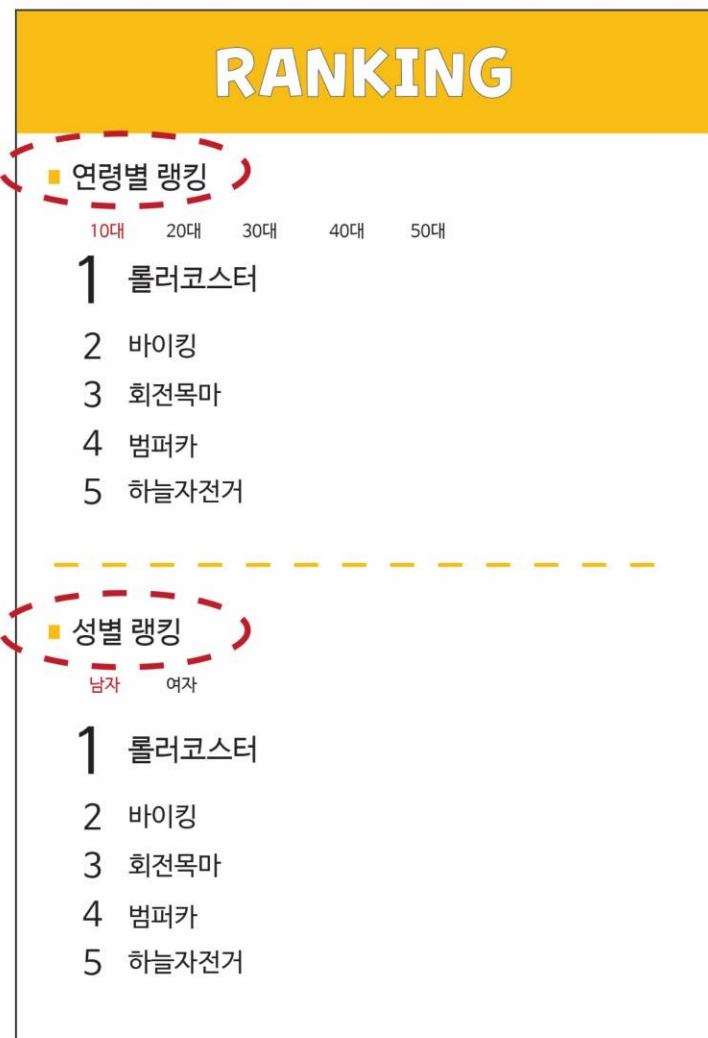 RANKING
연령별 랭킹
10대 20대 30대 40대 50대
1 롤러코스터
2 바이킹
3 회전목마
4 범퍼카
5 하늘자전거
성별 랭킹
남자 여자
1 롤러코스터
2 바이킹
3 회전목마
4 범퍼카
5 하늘자전거